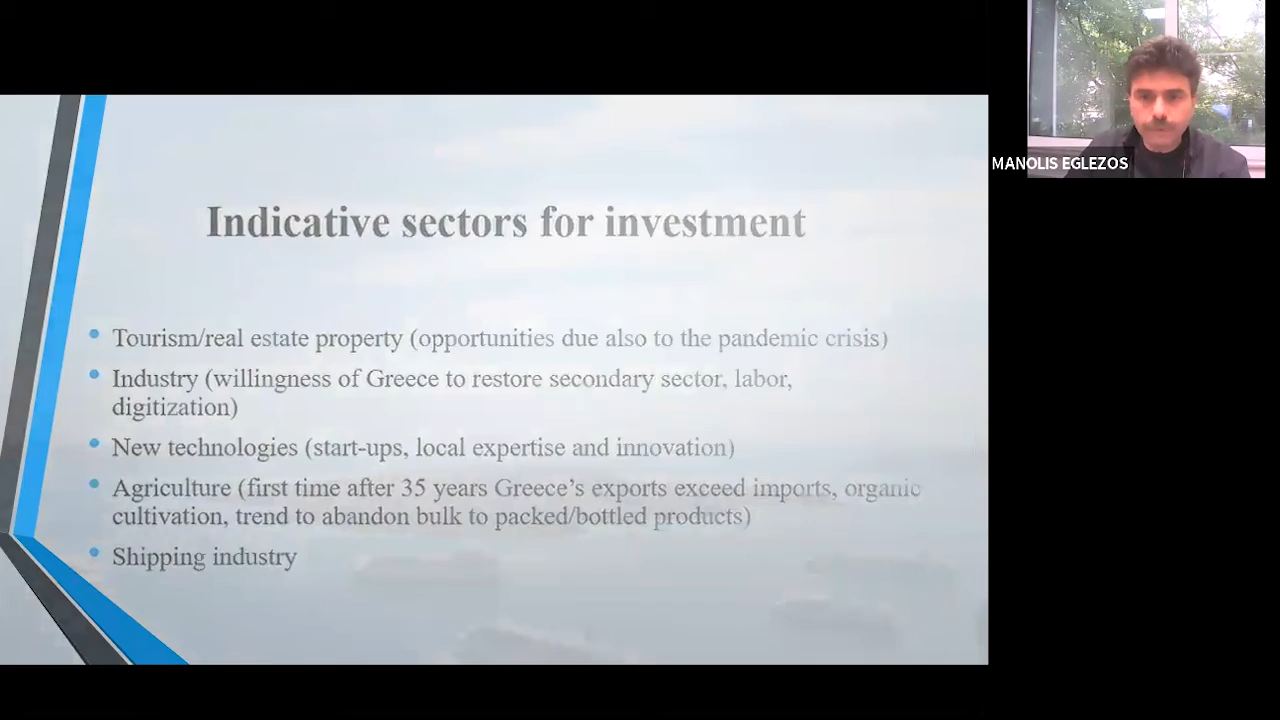 MANOLIS EGLEZOS
Indicative sectors for investment
• Tourism/real estate property (opportunities due also to the pandemic crisis)
• Industry (willingness of Greece to restore secondary sector, labor,
digitization)
• New technologies (start-ups, local expertise and innovation)
• Agriculture (first time after 35 years Greece’s exports exceed imports, organic
cultivation, trend to abandon bulk to packed/bottled products)
• Shipping industry